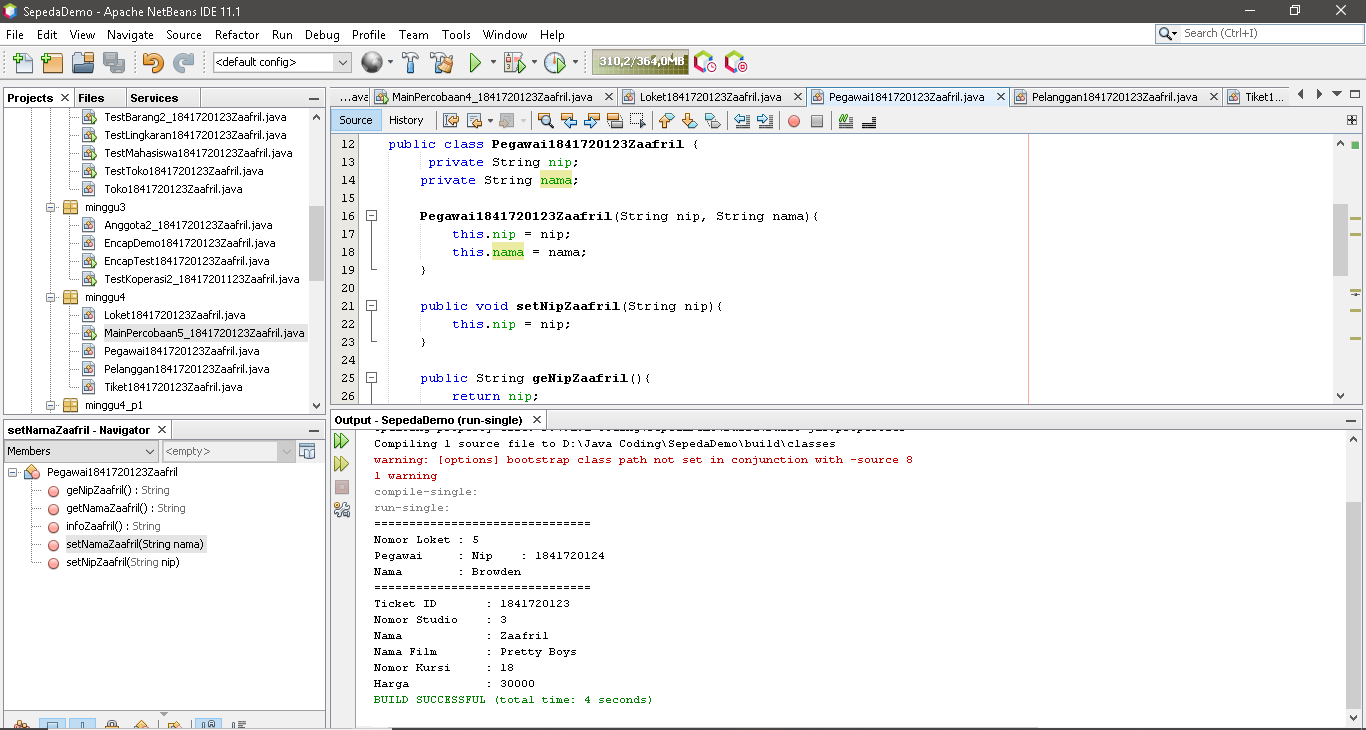 SepedaDemo - Apache NetBeans IDE 11.1
File Edit View Navigate Source Refactor Run Debug Profile Team Tools Window Help
Search (Ctrl+I)
<default config>
310,2/364,0MB
Projects Files Services
TestBarang2_1841720123Zaafril.java
TestLingkaran1841720123Zaafril.java
TestMahasiswa1841720123Zaafril.java
TestToko1841720123Zaafril.java
Toko1841720123Zaafril.java
minggu3
Anggota2_1841720123Zaafril.java
EncapDemo1841720123Zaafril.java
EncapTest1841720123Zaafril.java
TestKoperasi2_18417201123Zaafril.java
minggu4
Loket1841720123Zaafril.java
MainPercobaan5_1841720123Zaafril.java
Pegawai1841720123Zaafril.java
Pelanggan1841720123Zaafril.java
Tiket1841720123Zaafril.java
minggu4_p1
setNamaZaafril - Navigator
Members <empty>
Pegawai1841720123Zaafril
geNipZaafril() : String
getNamaZaafril() : String
infoZaafril() : String
setNamaZaafril(String nama)
setNipZaafril(String nip)
...ava MainPercobaan4_1841720123Zaafril.java Loket1841720123Zaafril.java Pegawai1841720123Zaafril.java Pelanggan1841720123Zaafril.java Tiket1...
Source History
12 public class Pegawai1841720123Zaafril {
13 private String nip;
14 private String nama;
15
16 Pegawai1841720123Zaafril(String nip, String nama){
17 this.nip = nip;
18 this.nama = nama;
19 }
20
21 public void setNipZaafril(String nip){
22 this.nip = nip;
23 }
24
25 public String geNipZaafril(){
26 return nip;
Output - SepedaDemo (run-single)
Compiling 1 source file to D:\Java Coding\SepedaDemo\build\classes
warning: [options] bootstrap class path not set in conjunction with -source 8
1 warning
compile-single:
run-single:
===============================
Nomor Loket : 5
Pegawai : Nip : 1841720124
Nama : Browden
===============================
Ticket ID : 1841720123
Nomor Studio : 3
Nama : Zaafril
Nama Film : Pretty Boys
Nomor Kursi : 18
Harga : 30000
BUILD SUCCESSFUL (total time: 4 seconds)